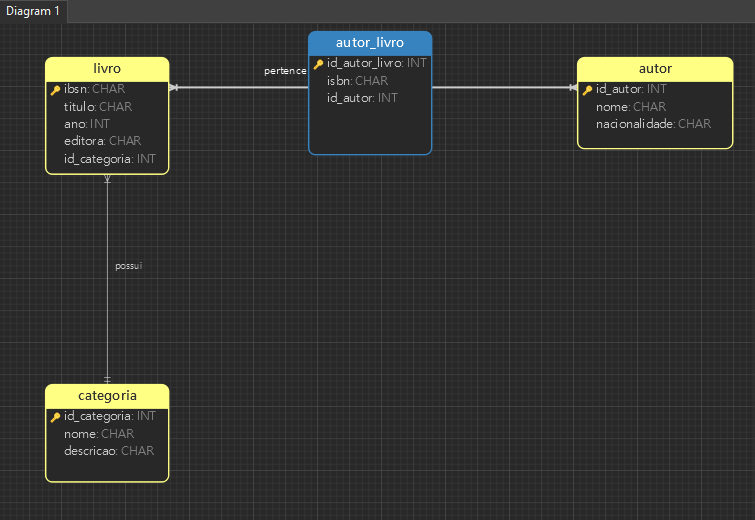 Diagram 1
livro
ibsn: CHAR
titulo: CHAR
ano: INT
editora: CHAR
id_categoria: INT
pertence
autor_livro
id_autor_livro: INT
isbn: CHAR
id_autor: INT
autor
id_autor: INT
nome: CHAR
nacionalidade: CHAR
possui
categoria
id_categoria: INT
nome: CHAR
descricao: CHAR